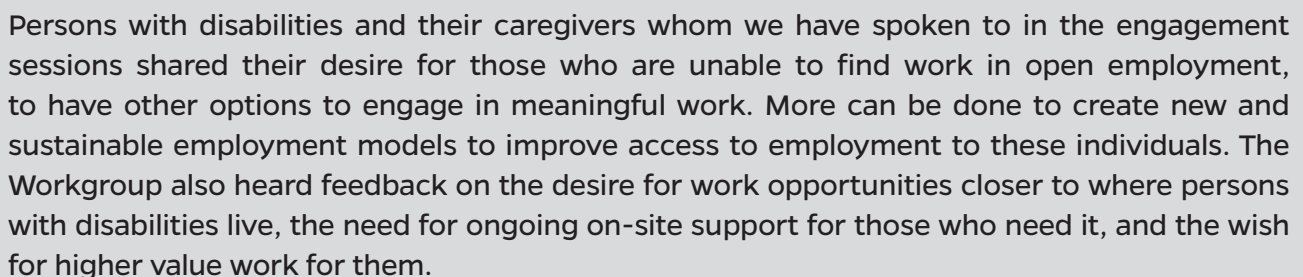 Persons with disabilities and their caregivers whom we have spoken to in the engagement
sessions shared their desire for those who are unable to find work in open employment,
to have other options to engage in meaningful work. More can be done to create new and
sustainable employment models to improve access to employment to these individuals. The
Workgroup also heard feedback on the desire for work opportunities closer to where persons
with disabilities live, the need for ongoing on-site support for those who need it, and the wish
for higher value work for them.